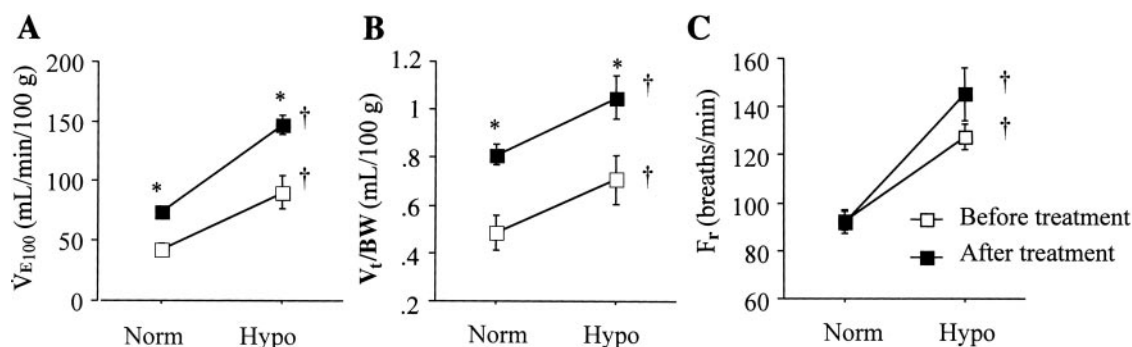 A
V̇E100 (mL/min/100 g)
200
150
100
50
0
*
*
†
†
Norm Hypo
B
Vt/BW (mL/100 g)
1.2
1
.8
.6
.4
.2
*
*
†
†
Norm Hypo
C
Fr (breaths/min)
160
140
120
100
80
60
†
†
Before treatment
After treatment
Norm Hypo